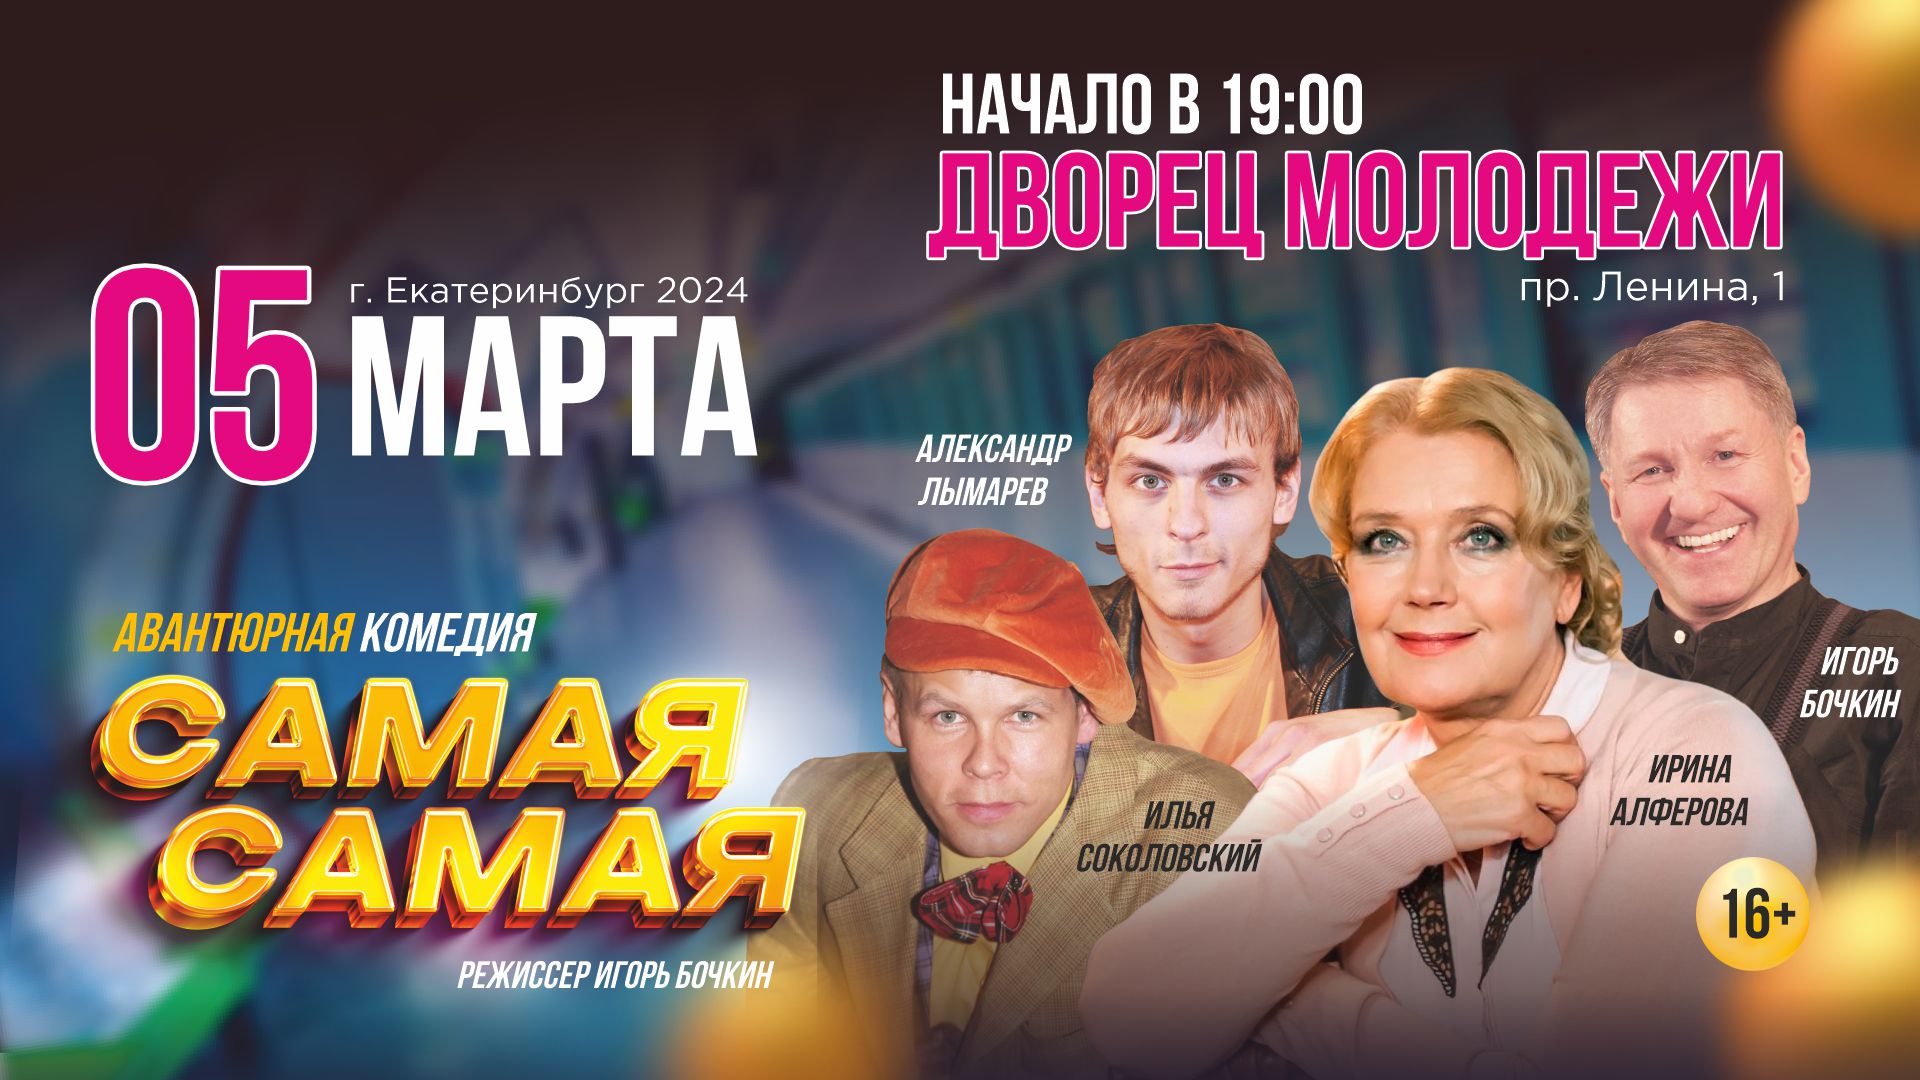 НАЧАЛО В 19:00
ДВОРЕЦ МОЛОДЕЖИ
пр. Ленина, 1
05
г. Екатеринбург 2024
МАРТА
АЛЕКСАНДР
ЛЫМАРЕВ
ИГОРЬ
БОЧКИН
ИРИНА
АЛФЕРОВА
ИЛЬЯ
СОКОЛОВСКИЙ
АВАНТЮРНАЯ КОМЕДИЯ
САМАЯ
САМАЯ
РЕЖИССЕР ИГОРЬ БОЧКИН
16+